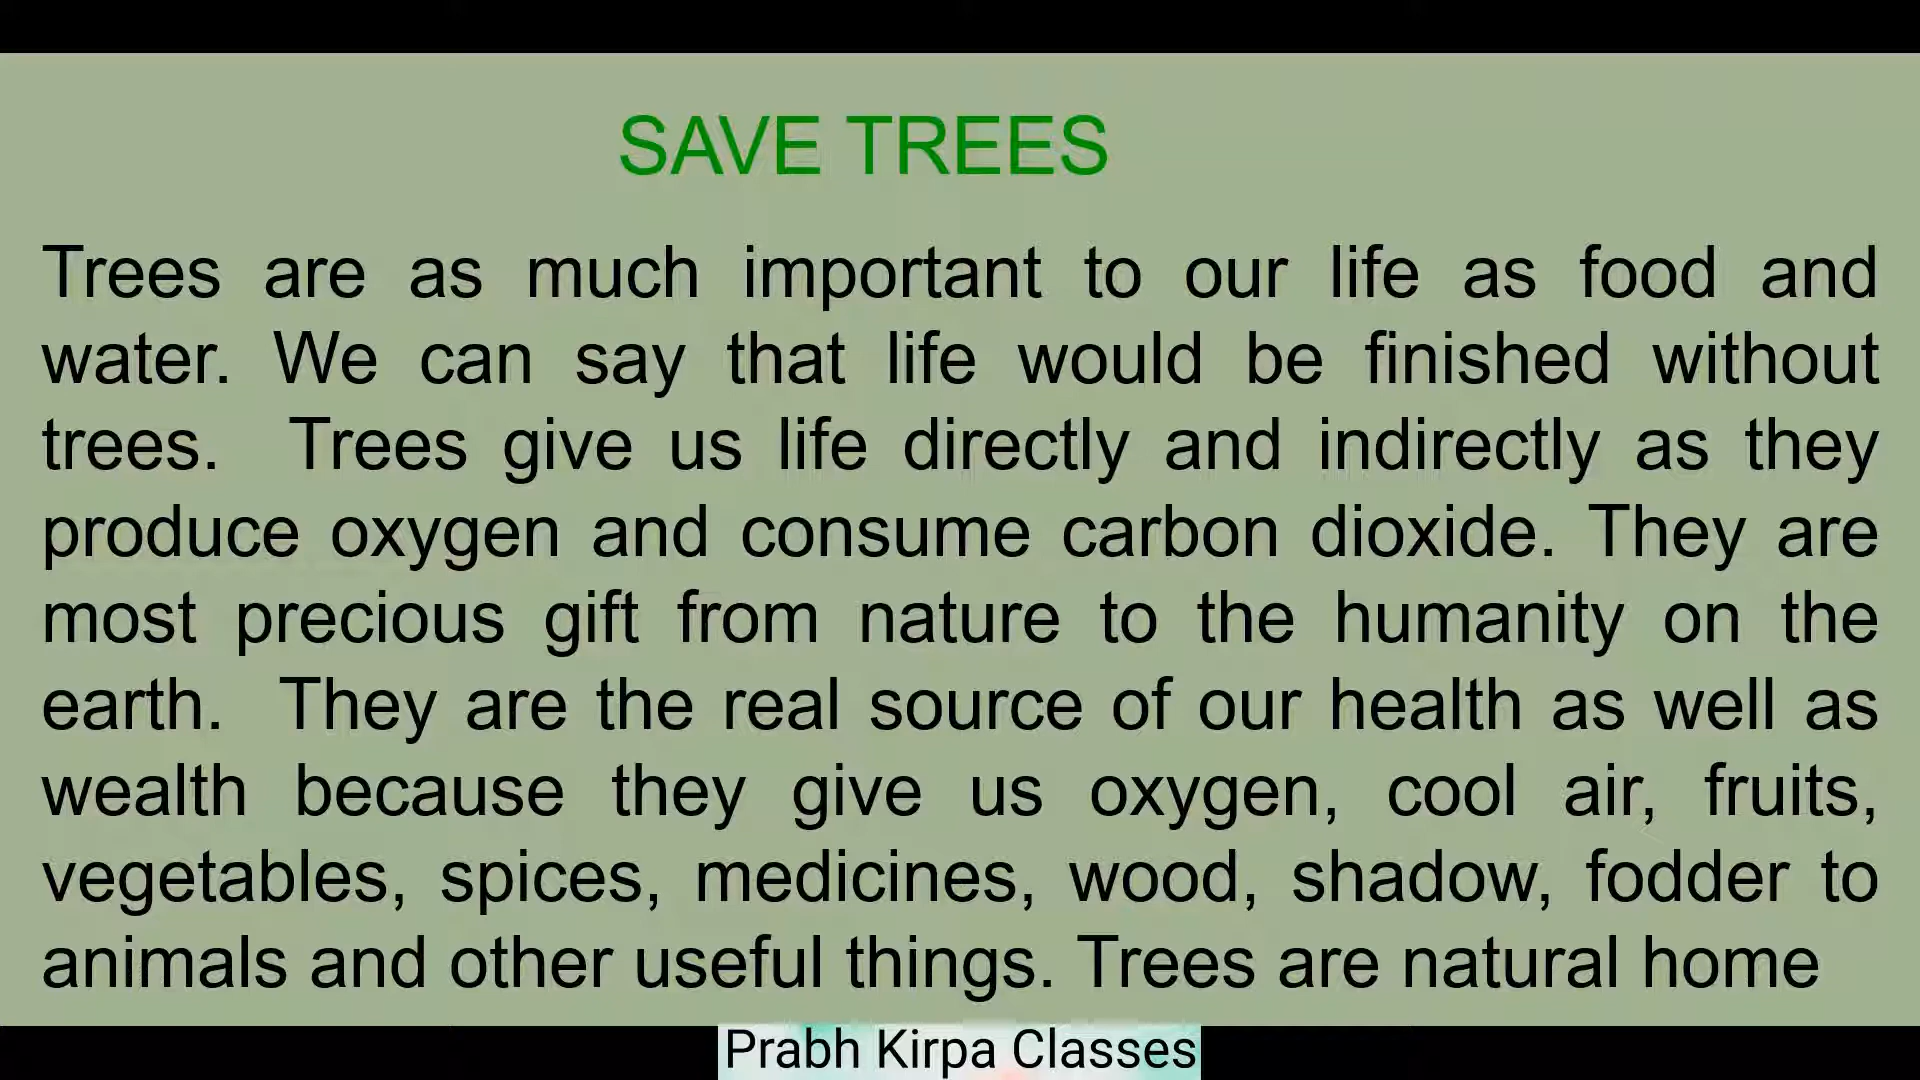 SAVE TREES
Trees are as much important to our life as food and
water. We can say that life would be finished without
trees. Trees give us life directly and indirectly as they
produce oxygen and consume carbon dioxide. They are
most precious gift from nature to the humanity on the
earth. They are the real source of our health as well as
wealth because they give us oxygen, cool air, fruits,
vegetables, spices, medicines, wood, shadow, fodder to
animals and other useful things. Trees are natural home
Prabh Kirpa Classes